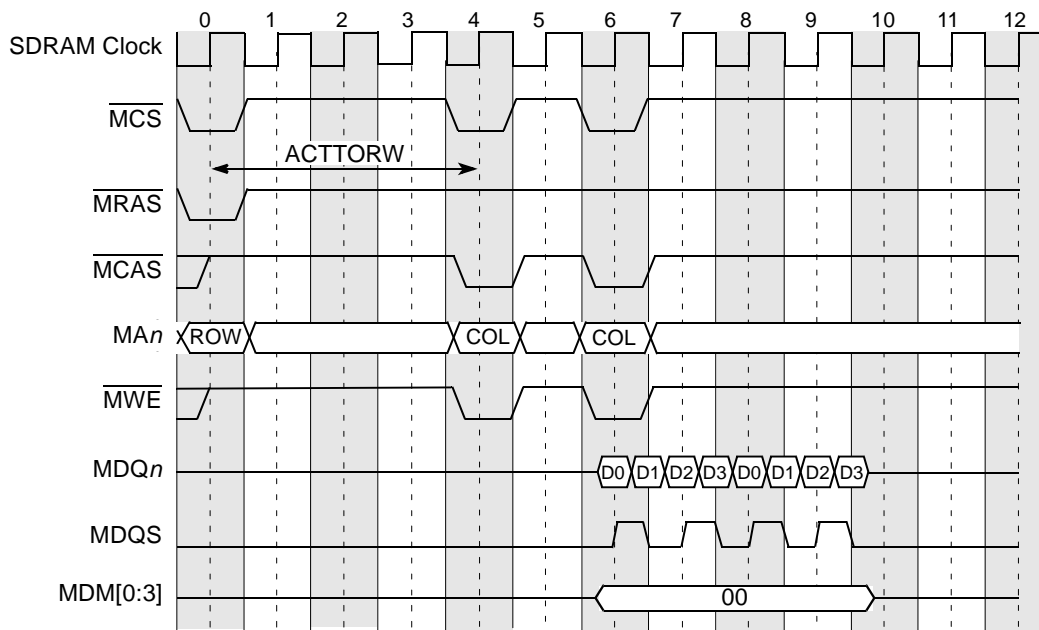 0 1 2 3 4 5 6 7 8 9 10 11 12
SDRAM Clock
MCS
ACTTORW
MRAS
MCAS
MAn ROW COL COL
MWE
MDQn D0 D1 D2 D3 D0 D1 D2 D3
MDQS
MDM[0:3] 00